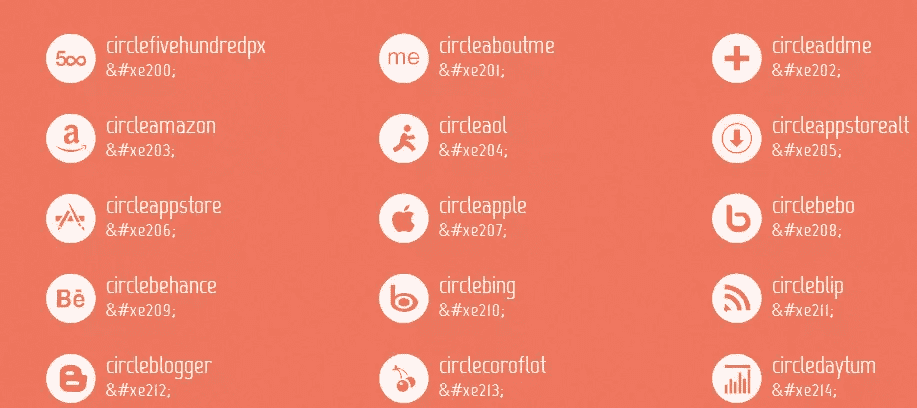 circlefivehundredpx
&#xe200;
circleaboutme
&#xe201;
circleaddme
&#xe202;
me
circleamazon
&#xe203;
circleaol
&#xe204;
circleappstorealt
&#xe205;
a
circleappstore
&#xe206;
circleapple
&#xe207;
circlebebo
&#xe208;
b
circlebehance
&#xe209;
circlebing
&#xe210;
circleblip
&#xe211;
Bē
b
circleblogger
&#xe212;
circlecoroflot
&#xe213;
circledaytum
&#xe214;
B